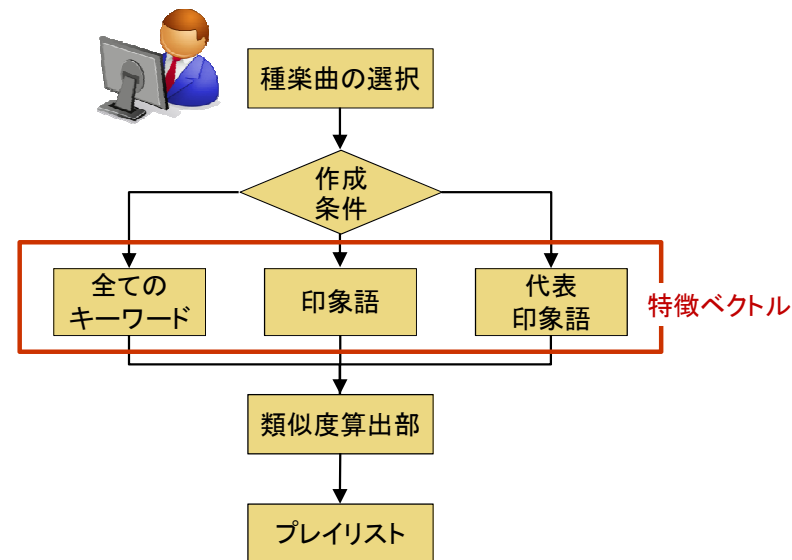 種楽曲の選択
作成
条件
全ての
キーワード
印象語
代表
印象語
特徴ベクトル
類似度算出部
プレイリスト